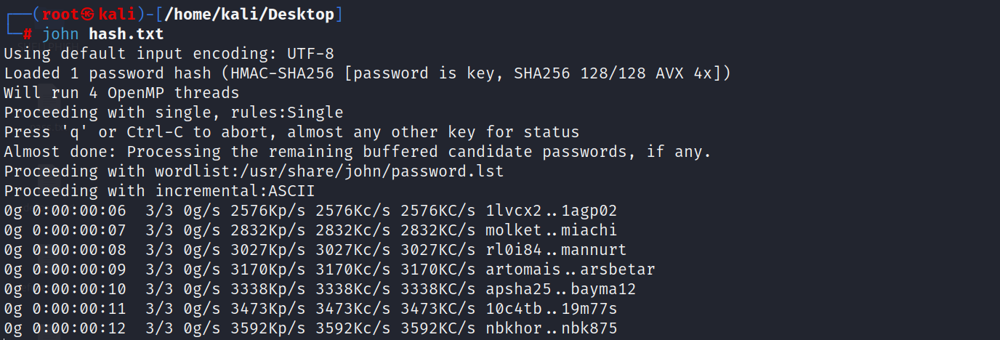 ┌──(root㉿kali)-[/home/kali/Desktop]
└─# john hash.txt
Using default input encoding: UTF-8
Loaded 1 password hash (HMAC-SHA256 [password is key, SHA256 128/128 AVX 4x])
Will run 4 OpenMP threads
Proceeding with single, rules:Single
Press 'q' or Ctrl-C to abort, almost any other key for status
Almost done: Processing the remaining buffered candidate passwords, if any.
Proceeding with wordlist:/usr/share/john/password.lst
Proceeding with incremental:ASCII
0g 0:00:00:06  3/3 0g/s 2576Kp/s 2576Kc/s 2576KC/s 1lvcx2..1agp02
0g 0:00:00:07  3/3 0g/s 2832Kp/s 2832Kc/s 2832KC/s molket..miachi
0g 0:00:00:08  3/3 0g/s 3027Kp/s 3027Kc/s 3027KC/s rl0i84..mannurt
0g 0:00:00:09  3/3 0g/s 3170Kp/s 3170Kc/s 3170KC/s artomais..arsbetar
0g 0:00:00:10  3/3 0g/s 3338Kp/s 3338Kc/s 3338KC/s apsha25..bayma12
0g 0:00:00:11  3/3 0g/s 3473Kp/s 3473Kc/s 3473KC/s 10c4tb..19m77s
0g 0:00:00:12  3/3 0g/s 3592Kp/s 3592Kc/s 3592KC/s nbkhor..nbk875